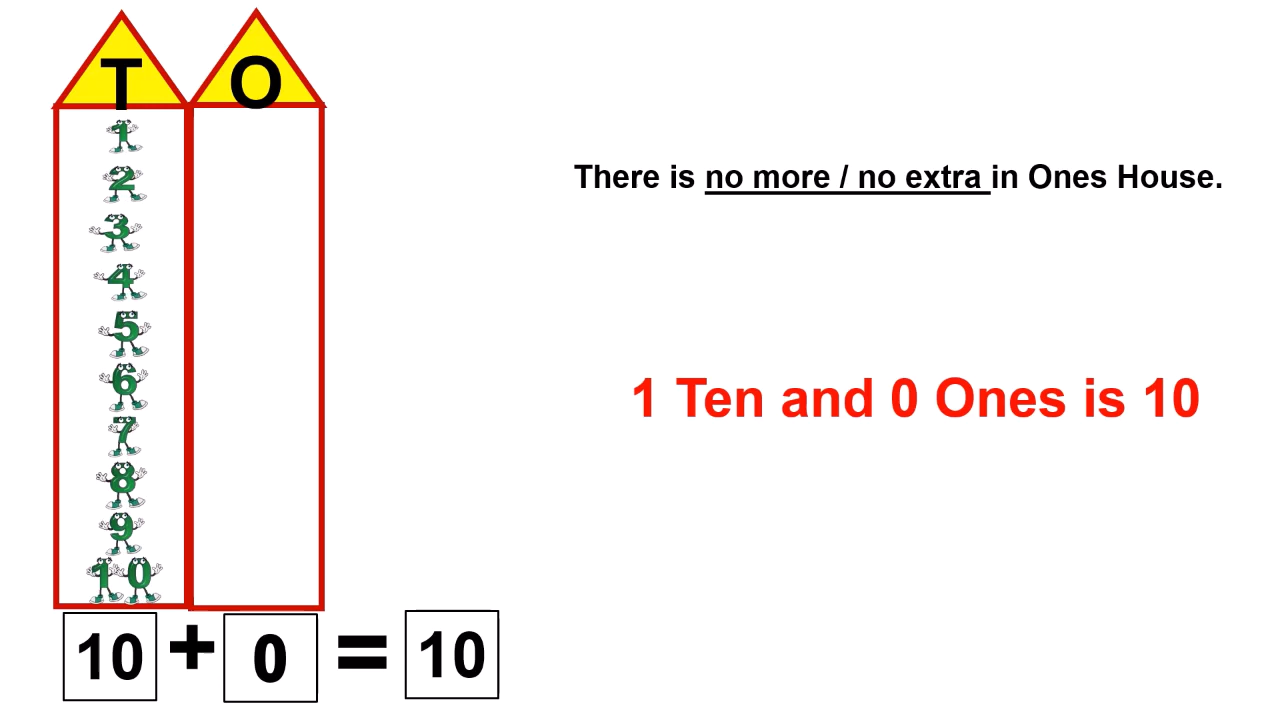 T O
1
2
3
4
5
6
7
8
9
10
There is no more / no extra in Ones House.
1 Ten and 0 Ones is 10
10 + 0 = 10